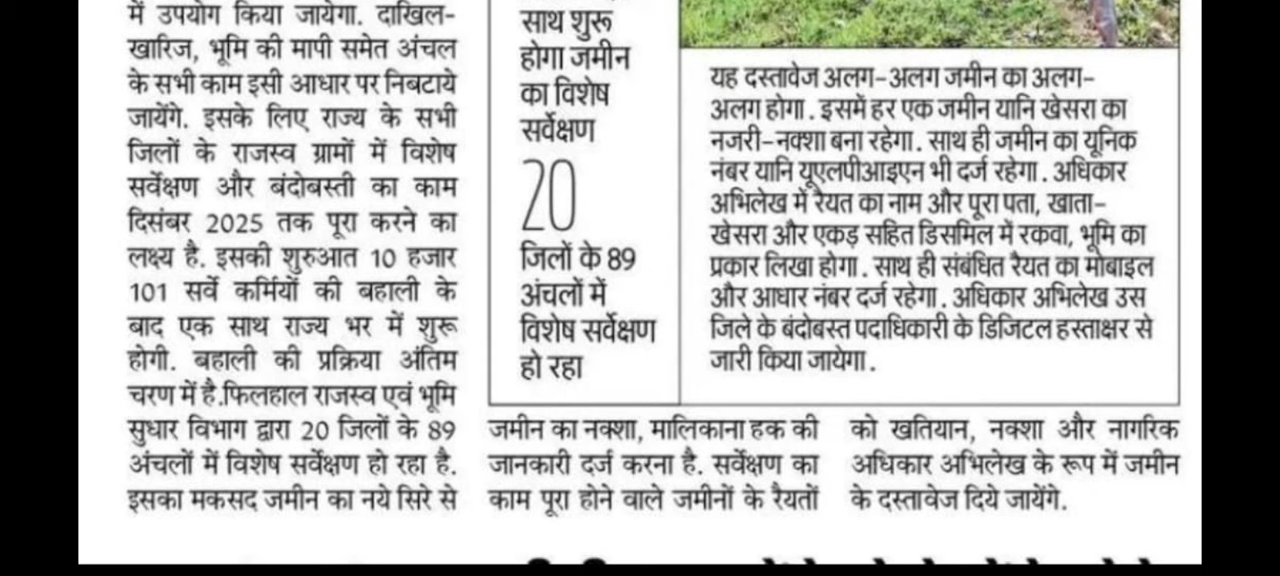 में उपयोग किया जायेगा. दाखिल-
खारिज, भूमि की मापी समेत अंचल
के सभी काम इसी आधार पर निबटाये
जायेंगे. इसके लिए राज्य के सभी
जिलों के राजस्व ग्रामों में विशेष
सर्वेक्षण और बंदोबस्ती का काम
दिसंबर 2025 तक पूरा करने का
लक्ष्य है. इसकी शुरुआत 10 हजार
101 सर्वे कर्मियों की बहाली के
बाद एक साथ राज्य भर में शुरू
होगी. बहाली की प्रक्रिया अंतिम
चरण में है.फिलहाल राजस्व एवं भूमि
सुधार विभाग द्वारा 20 जिलों के 89
अंचलों में विशेष सर्वेक्षण हो रहा है.
इसका मकसद जमीन का नये सिरे से
साथ शुरू
होगा जमीन
का विशेष
सर्वेक्षण
20
जिलों के 89
अंचलों में
विशेष सर्वेक्षण
हो रहा
यह दस्तावेज अलग-अलग जमीन का अलग-
अलग होगा. इसमें हर एक जमीन यानि खेसरा का
नजरी-नक्शा बना रहेगा. साथ ही जमीन का यूनिक
नंबर यानि यूएलपीआइएन भी दर्ज रहेगा. अधिकार
अभिलेख में रैयत का नाम और पूरा पता, खाता-
खेसरा और एकड़ सहित डिसमिल में रकवा, भूमि का
प्रकार लिखा होगा. साथ ही संबंधित रैयत का मोबाइल
और आधार नंबर दर्ज रहेगा. अधिकार अभिलेख उस
जिले के बंदोबस्त पदाधिकारी के डिजिटल हस्ताक्षर से
जारी किया जायेगा.
जमीन का नक्शा, मालिकाना हक की
जानकारी दर्ज करना है. सर्वेक्षण का
काम पूरा होने वाले जमीनों के रैयतों
को खतियान, नक्शा और नागरिक
अधिकार अभिलेख के रूप में जमीन
के दस्तावेज दिये जायेंगे.